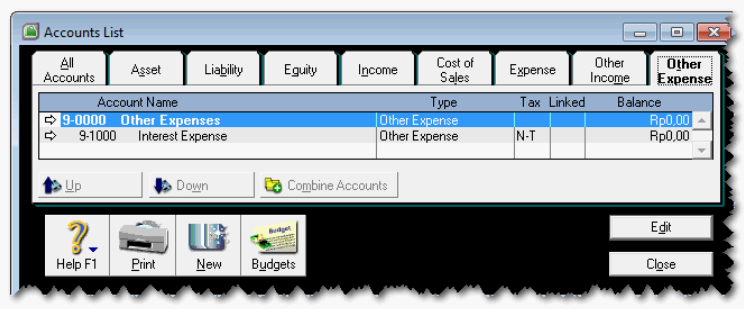 Accounts List
All Accounts
Asset
Liability
Equity
Income
Cost of Sales
Expense
Other Income
Other Expense
Account Name Type Tax Linked Balance
9-0000 Other Expenses Other Expense Rp0,00
9-1000 Interest Expense Other Expense N-T Rp0,00
Up Down Combine Accounts
Budget
Help F1 Print New Budgets
Edit
Close